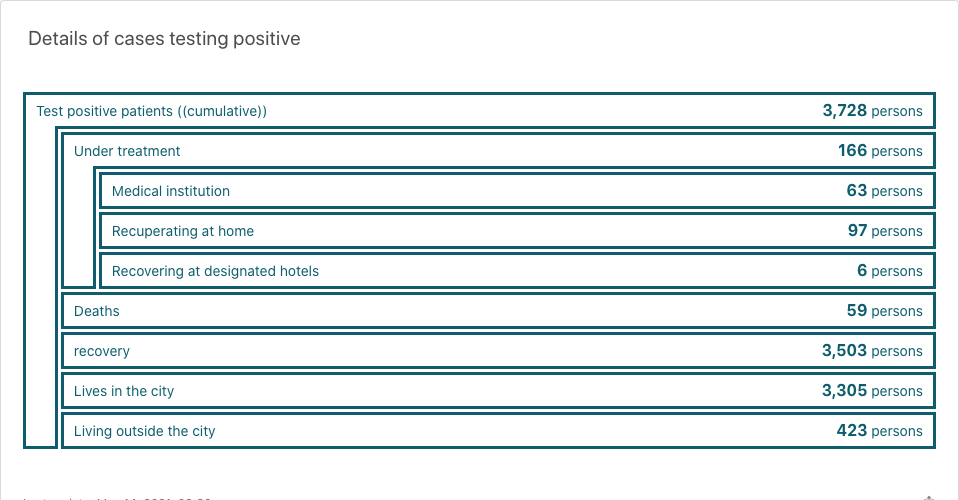 Details of cases testing positive
Test positive patients ((cumulative)) 3,728 persons
Under treatment 166 persons
Medical institution 63 persons
Recuperating at home 97 persons
Recovering at designated hotels 6 persons
Deaths 59 persons
recovery 3,503 persons
Lives in the city 3,305 persons
Living outside the city 423 persons